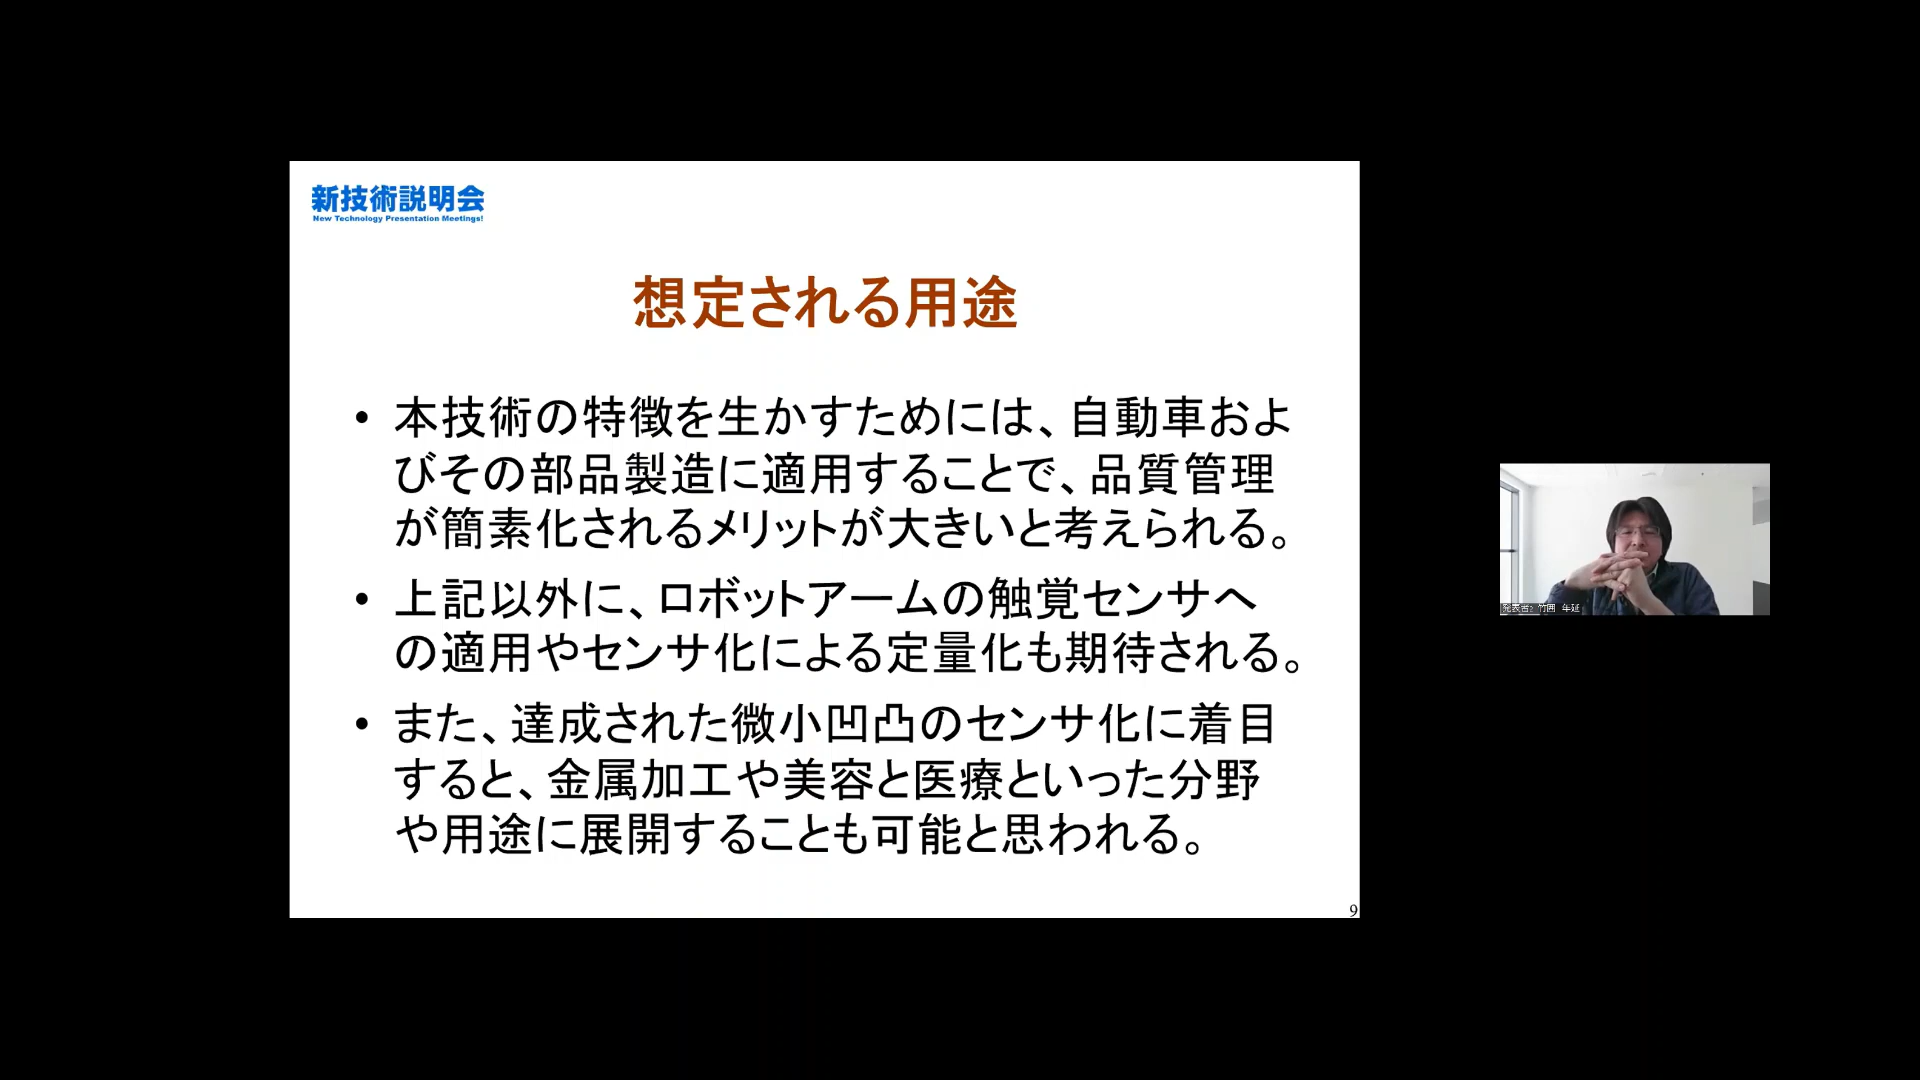 新技術説明会
New Technology Presentation Meetings!
想定される用途
• 本技術の特徴を生かすためには、自動車およ
びその部品製造に適用することで、品質管理
が簡素化されるメリットが大きいと考えられる。
• 上記以外に、ロボットアームの触覚センサへ
の適用やセンサ化による定量化も期待される。
• また、達成された微小凹凸のセンサ化に着目
すると、金属加工や美容と医療といった分野
や用途に展開することも可能と思われる。
9
発表者: 竹囲 年延